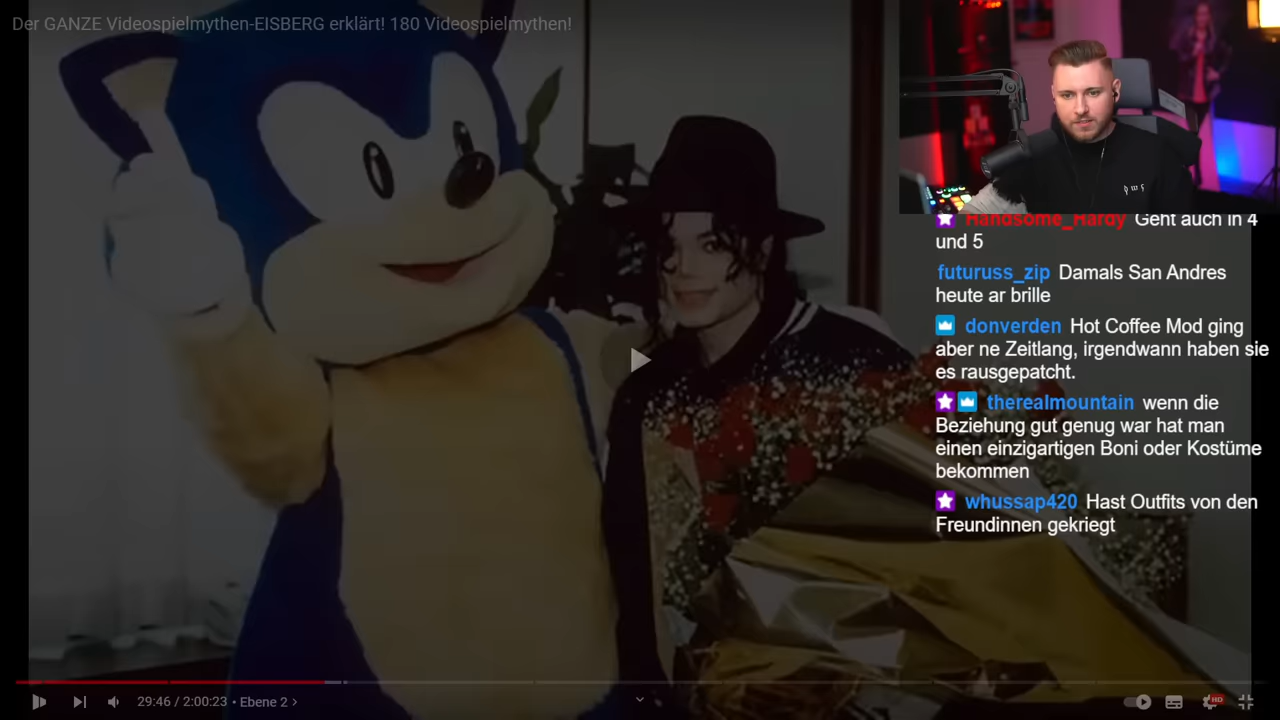 Der GANZE Videospielmythen-EISBERG erklärt! 180 Videospielmythen!
Handsome_Hardy Geht auch in 4
und 5
futuruss_zip Damals San Andres
heute ar brille
donverden Hot Coffee Mod ging
aber ne Zeitlang, irgendwann haben sie
es rausgepatcht.
therealmountain wenn die
Beziehung gut genug war hat man
einen einzigartigen Boni oder Kostüme
bekommen
whussap420 Hast Outfits von den
Freundinnen gekriegt
29:46 / 2:00:23 • Ebene 2 >
HD